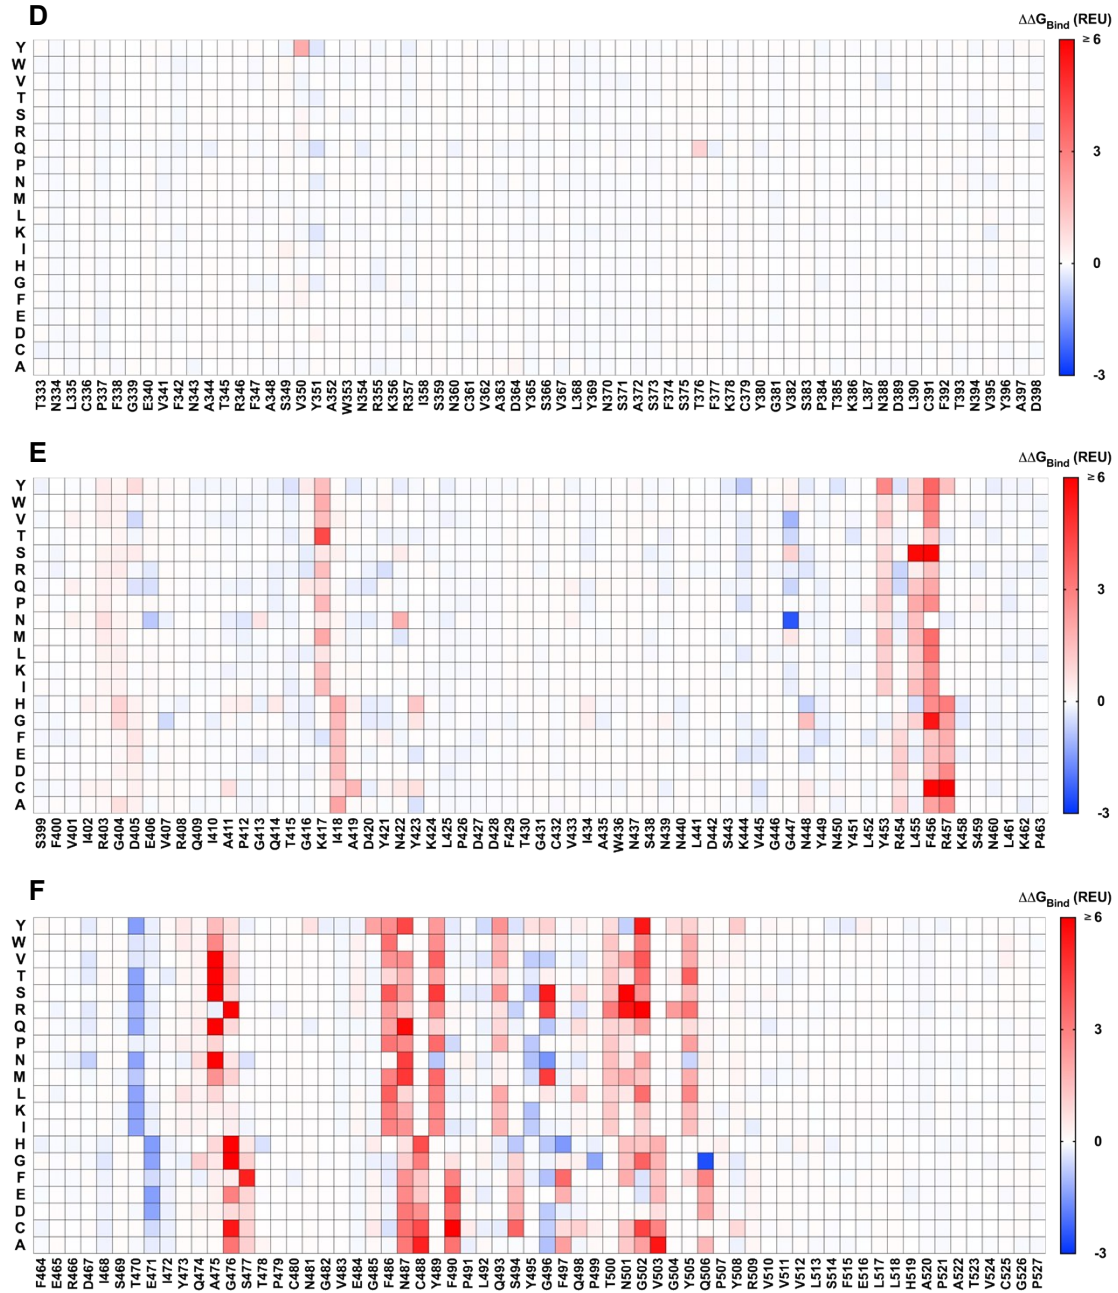 D
ΔΔG_Bind (REU)
≥ 6
3
0
-3
Y
W
V
T
S
R
Q
P
N
M
L
K
I
H
G
F
E
D
C
A
T333 N334 L335 C336 P337 F338 G339 E340 V341 F342 N343 A344 T345 R346 F347 A348 S349 V350 Y351 A352 W353 N354 R355 K356 R357 I358 S359 N360 C361 V362 A363 D364 Y365 S366 V367 L368 Y369 N370 S371 A372 S373 F374 S375 T376 F377 K378 C379 Y380 G381 V382 S383 P384 T385 K386 L387 N388 D389 L390 C391 F392 T393 N394 V395 Y396 A397 D398
E
ΔΔG_Bind (REU)
≥ 6
3
0
-3
Y
W
V
T
S
R
Q
P
N
M
L
K
I
H
G
F
E
D
C
A
S399 F400 V401 I402 R403 G404 D405 E406 V407 R408 Q409 I410 A411 P412 G413 Q414 T415 G416 K417 I418 A419 D420 Y421 N422 Y423 K424 L425 P426 D427 D428 F429 T430 G431 C432 V433 I434 A435 W436 N437 S438 N439 N440 L441 D442 S443 K444 V445 G446 G447 N448 Y449 N450 Y451 L452 Y453 R454 L455 F456 R457 K458 S459 N460 L461 K462 P463
F
ΔΔG_Bind (REU)
≥ 6
3
0
-3
Y
W
V
T
S
R
Q
P
N
M
L
K
I
H
G
F
E
D
C
A
F464 E465 R466 D467 I468 S469 T470 E471 I472 Y473 Q474 A475 G476 S477 T478 P479 C480 N481 G482 V483 E484 G485 F486 N487 C488 Y489 F490 P491 L492 Q493 S494 Y495 G496 F497 Q498 P499 T500 N501 G502 V503 G504 Y505 Q506 P507 Y508 R509 V510 V511 V512 L513 S514 F515 E516 L517 L518 H519 A520 P521 A522 T523 V524 C525 G526 P527